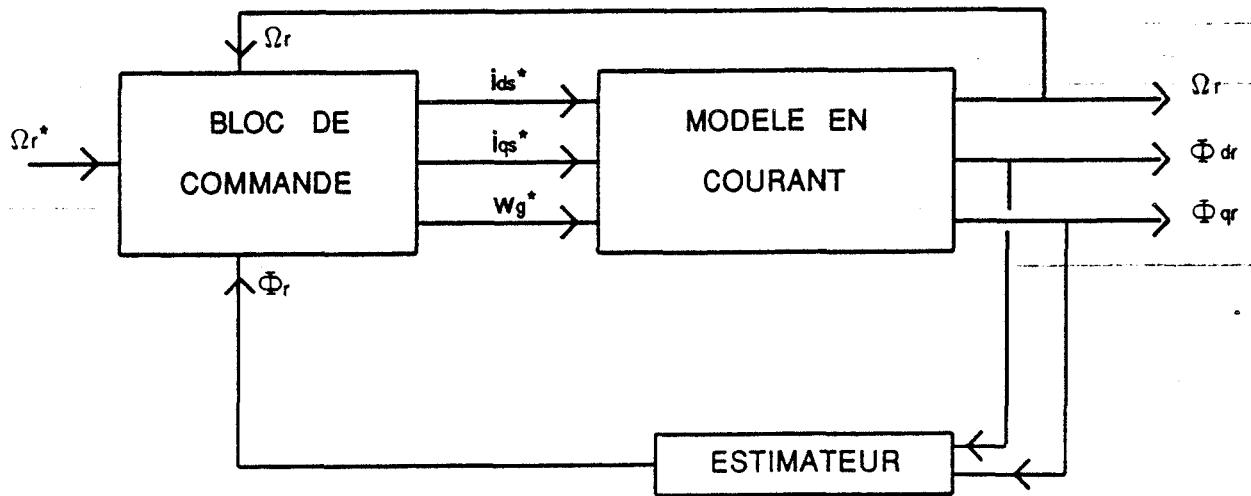 Ωr
ids*
BLOC DE
COMMANDE
MODELE EN
COURANT
Ωr
Ωr*
iqs*
Φdr
wg*
Φqr
Φr
ESTIMATEUR